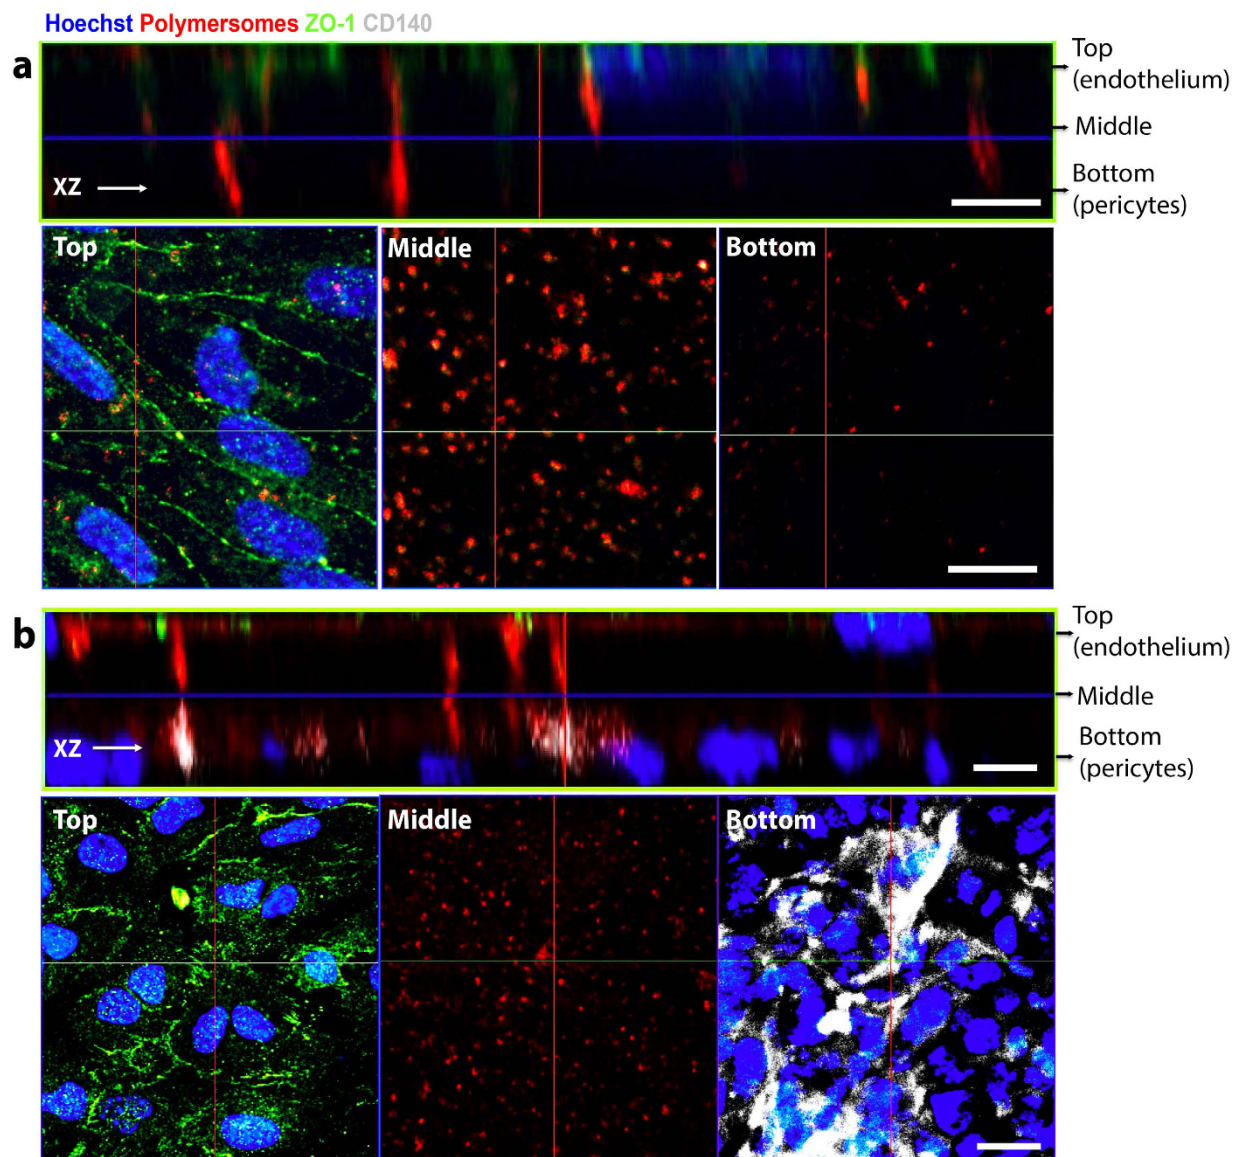 Hoechst Polymersomes ZO-1 CD140
a
Top
(endothelium)
Middle
XZ
Bottom
(pericytes)
Top
Middle
Bottom
b
Top
(endothelium)
Middle
XZ
Bottom
(pericytes)
Top
Middle
Bottom